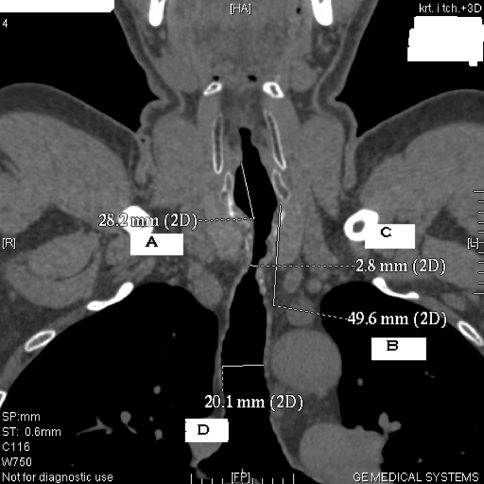 [HA]
krt. i tch.+3D
4
28.2 mm (2D)
A
C
[R]
[L]
2.8 mm (2D)
49.6 mm (2D)
B
20.1 mm (2D)
D
SP:mm
ST: 0.6mm
C116
W750
Not for diagnostic use
[FP]
GE MEDICAL SYSTEMS